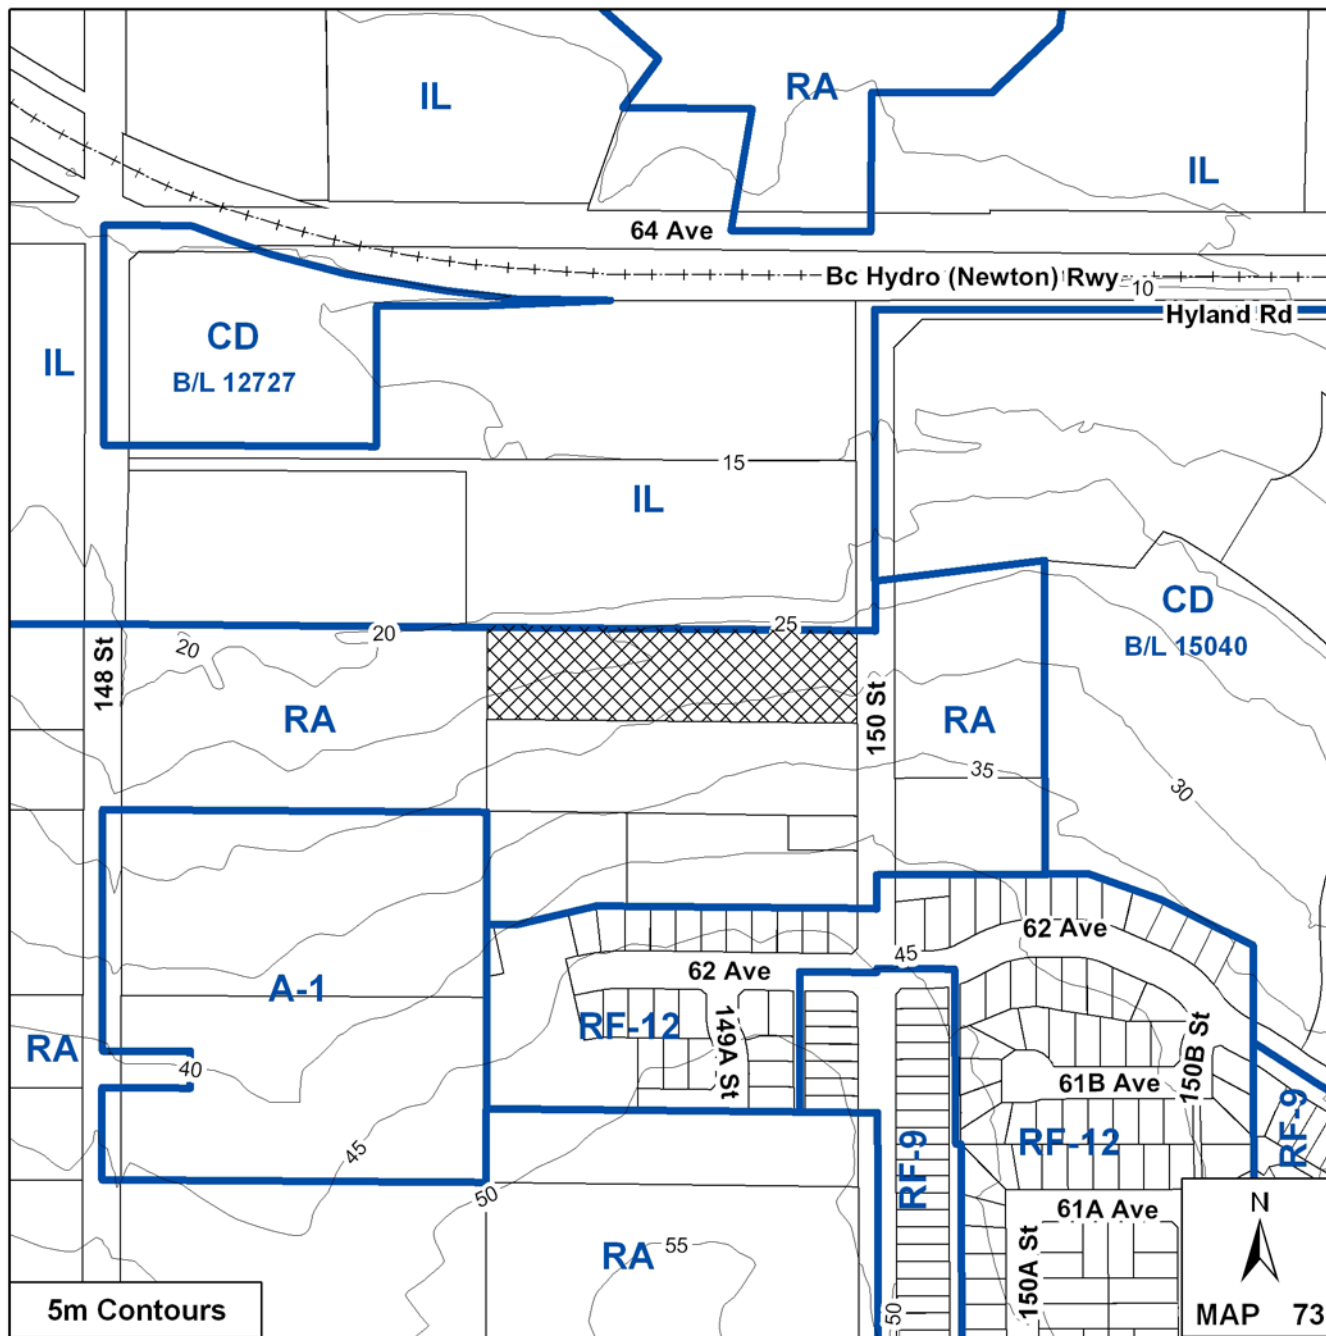 IL
RA
IL
64 Ave
Bc Hydro (Newton) Rwy
10
Hyland Rd
CD
B/L 12727
IL
15
IL
CD
B/L 15040
25
20
20
148 St
RA
150 St
RA
35
30
62 Ave
45
62 Ave
A-1
RF-12
149A St
150B St
RA
40
61B Ave
RF-9
RF-12
RF-9
45
50
61A Ave
N
RA
55
150A St
50
5m Contours
MAP 73